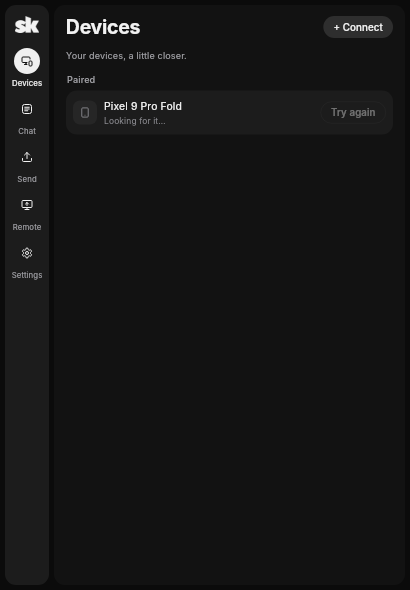 sk
Devices
+ Connect
Your devices, a little closer.
Paired
Pixel 9 Pro Fold
Looking for it...
Try again
Devices
Chat
Send
Remote
Settings